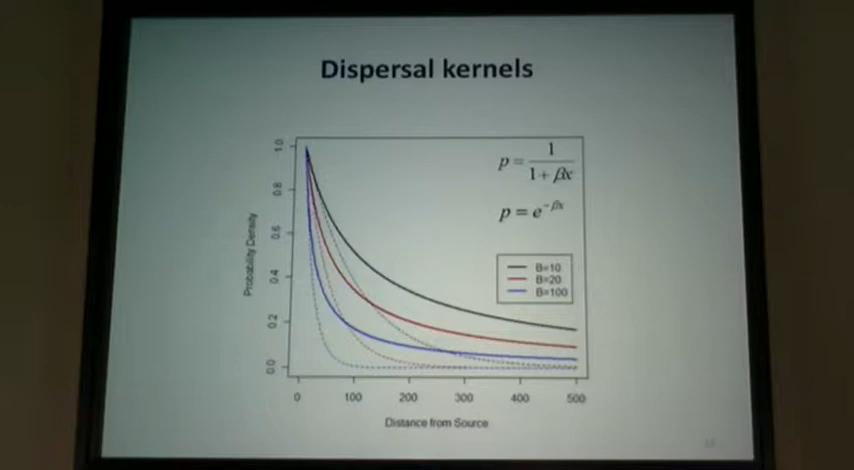 Dispersal kernels
p = 1 / (1 + βx)
p = e^{-βx}
B=10
B=20
B=100
Probability Density
0.0 0.2 0.4 0.6 0.8 1.0
0 100 200 300 400 500
Distance from Source